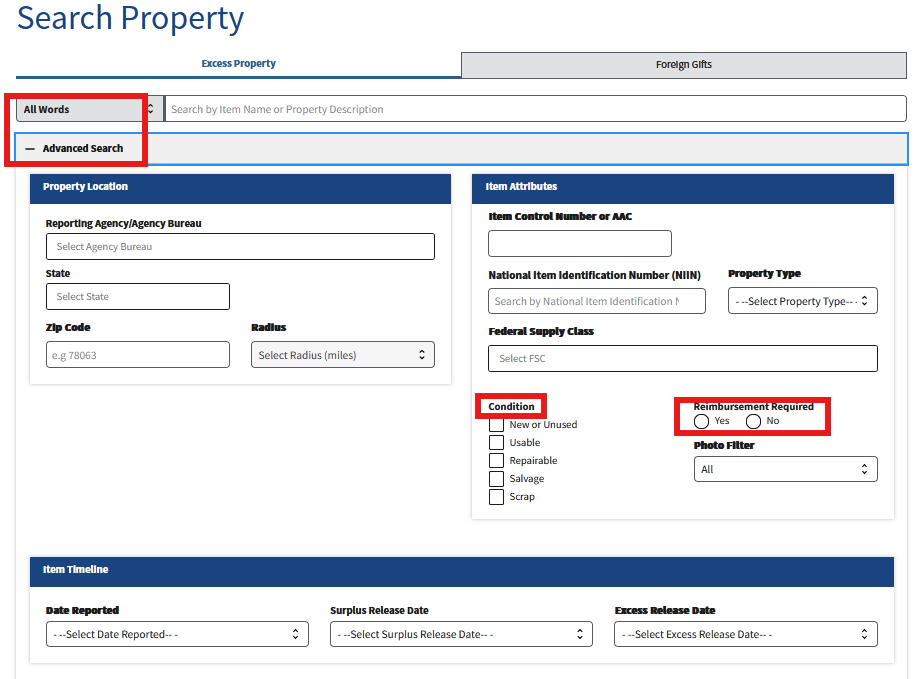 Search Property
Excess Property
Foreign Gifts
All Words
Search by Item Name or Property Description
— Advanced Search
Property Location
Reporting Agency/Agency Bureau
Select Agency Bureau
State
Select State
Zip Code
Radius
e.g 78063
Select Radius (miles)
Item Attributes
Item Control Number or AAC
National Item Identification Number (NIIN)
Property Type
Search by National Item Identification
- --Select Property Type-- -
Federal Supply Class
Select FSC
Condition
New or Unused
Usable
Repairable
Salvage
Scrap
Reimbursement Required
Yes
No
Photo Filter
All
Item Timeline
Date Reported
Surplus Release Date
Excess Release Date
- --Select Date Reported-- -
- --Select Surplus Release Date-- -
- --Select Excess Release Date-- -